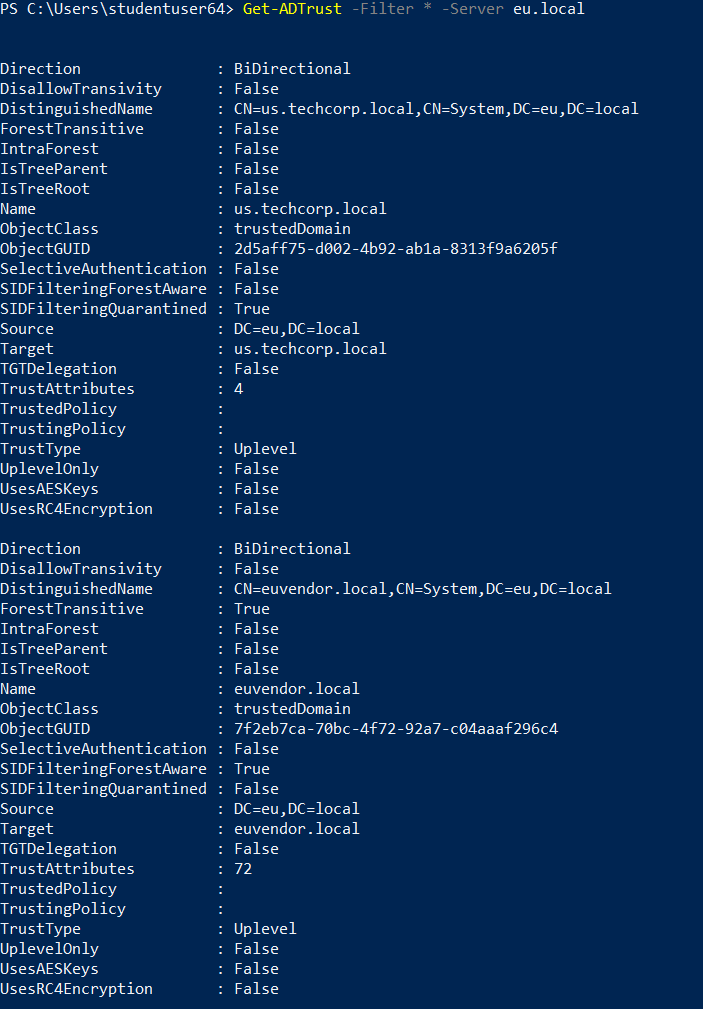 PS C:\Users\studentuser64> Get-ADTrust -Filter * -Server eu.local
Direction : BiDirectional
DisallowTransivity : False
DistinguishedName : CN=us.techcorp.local,CN=System,DC=eu,DC=local
ForestTransitive : False
IntraForest : False
IsTreeParent : False
IsTreeRoot : False
Name : us.techcorp.local
ObjectClass : trustedDomain
ObjectGUID : 2d5aff75-d002-4b92-ab1a-8313f9a6205f
SelectiveAuthentication : False
SIDFilteringForestAware : False
SIDFilteringQuarantined : True
Source : DC=eu,DC=local
Target : us.techcorp.local
TGTDelegation : False
TrustAttributes : 4
TrustedPolicy :
TrustingPolicy :
TrustType : Uplevel
UplevelOnly : False
UsesAESKeys : False
UsesRC4Encryption : False
Direction : BiDirectional
DisallowTransivity : False
DistinguishedName : CN=euvendor.local,CN=System,DC=eu,DC=local
ForestTransitive : True
IntraForest : False
IsTreeParent : False
IsTreeRoot : False
Name : euvendor.local
ObjectClass : trustedDomain
ObjectGUID : 7f2eb7ca-70bc-4f72-92a7-c04aaaf296c4
SelectiveAuthentication : False
SIDFilteringForestAware : True
SIDFilteringQuarantined : False
Source : DC=eu,DC=local
Target : euvendor.local
TGTDelegation : False
TrustAttributes : 72
TrustedPolicy :
TrustingPolicy :
TrustType : Uplevel
UplevelOnly : False
UsesAESKeys : False
UsesRC4Encryption : False